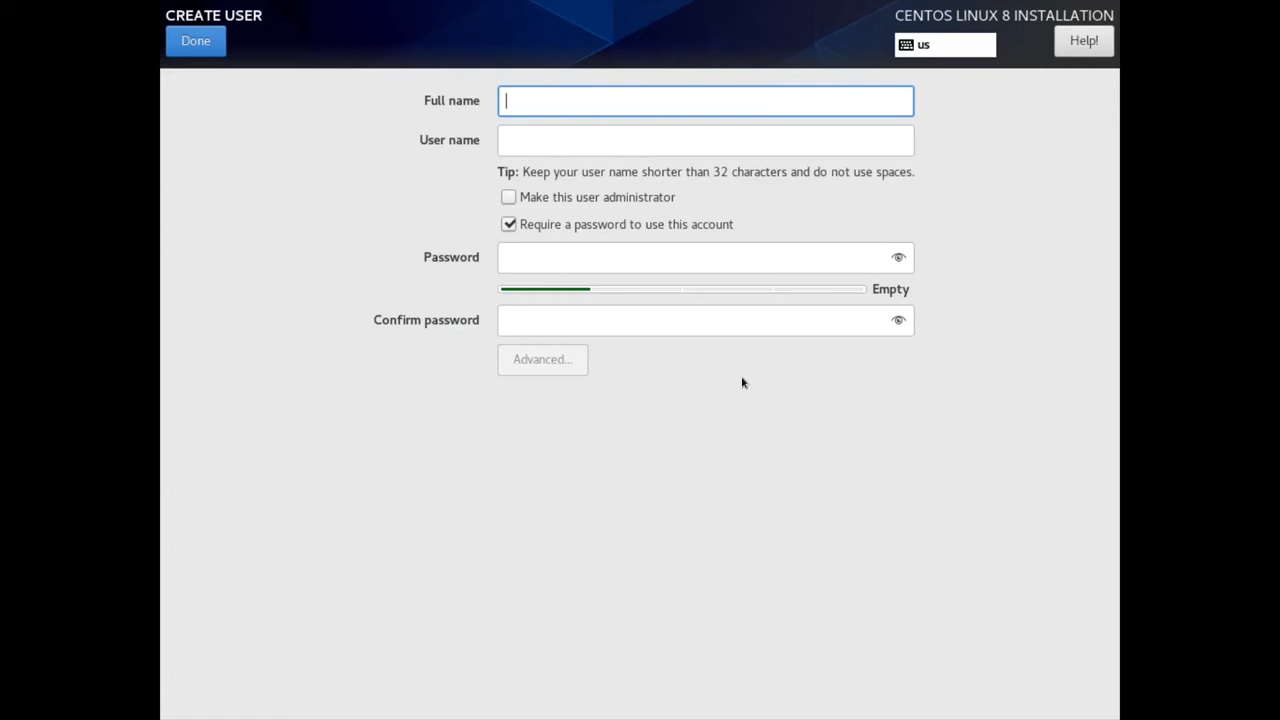 CREATE USER
CENTOS LINUX 8 INSTALLATION
Done
us
Help!
Full name
User name
Tip: Keep your user name shorter than 32 characters and do not use spaces.
Make this user administrator
Require a password to use this account
Password
Empty
Confirm password
Advanced...